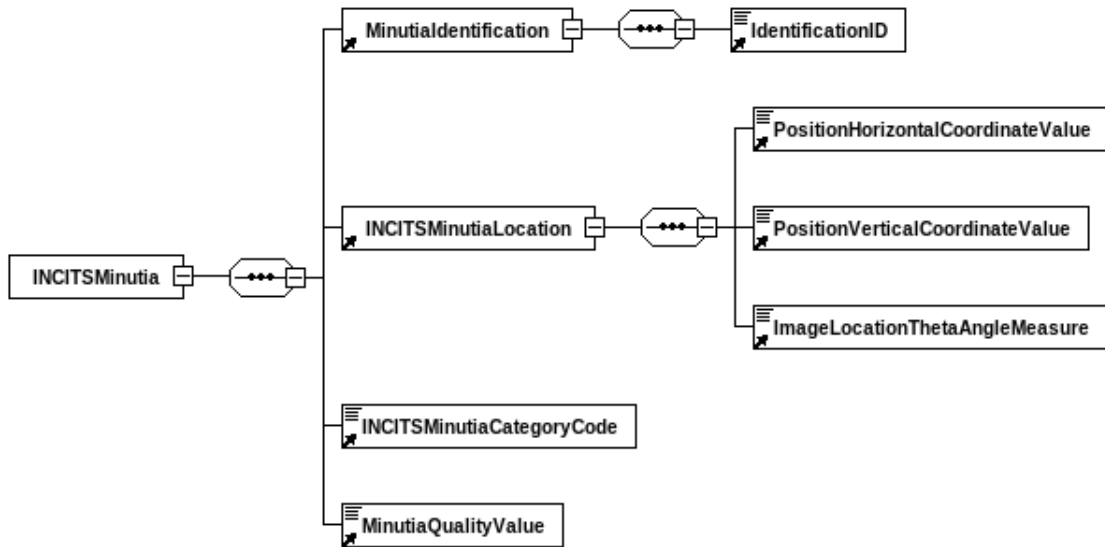 MinutiaIdentification
IdentificationID
PositionHorizontalCoordinateValue
INCITSMinutiaLocation
PositionVerticalCoordinateValue
INCITSMinutia
ImageLocationThetaAngleMeasure
INCITSMinutiaCategoryCode
MinutiaQualityValue